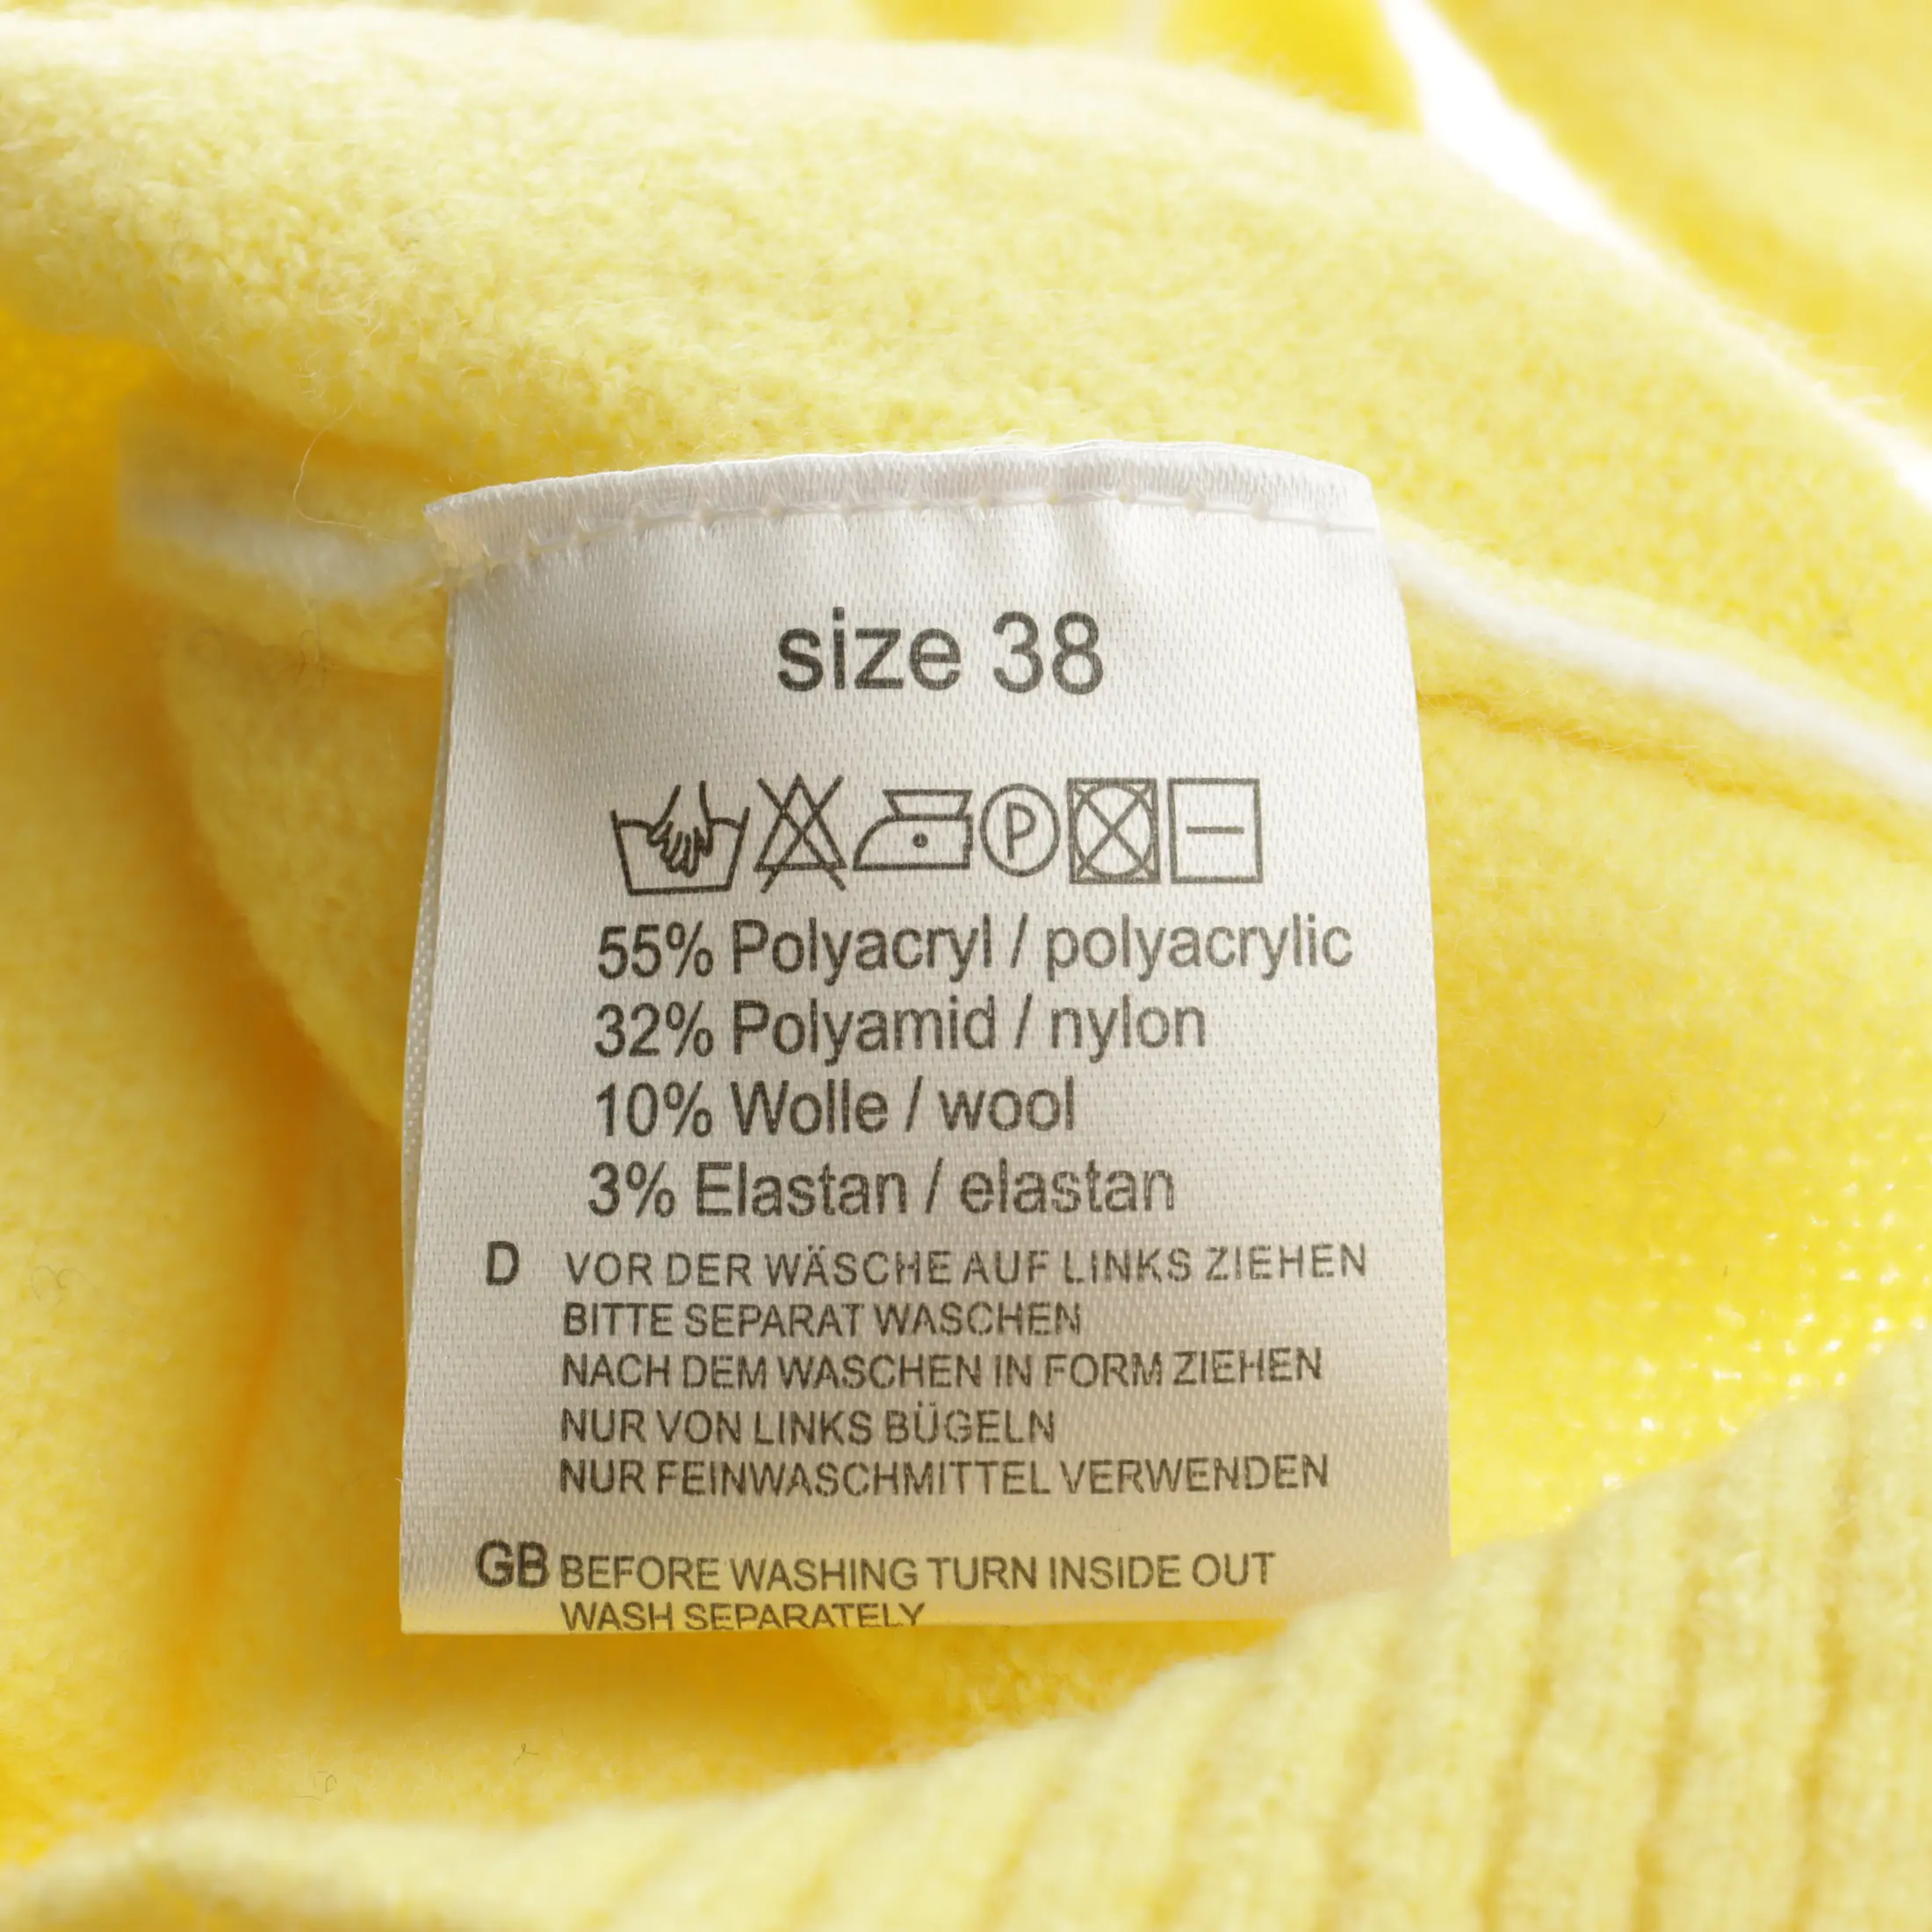 size 38
P
55% Polyacryl / polyacrylic
32% Polyamid / nylon
10% Wolle / wool
3% Elastan / elastan
D VOR DER WÄSCHE AUF LINKS ZIEHEN
BITTE SEPARAT WASCHEN
NACH DEM WASCHEN IN FORM ZIEHEN
NUR VON LINKS BÜGELN
NUR FEINWASCHMITTEL VERWENDEN
GB BEFORE WASHING TURN INSIDE OUT
WASH SEPARATELY